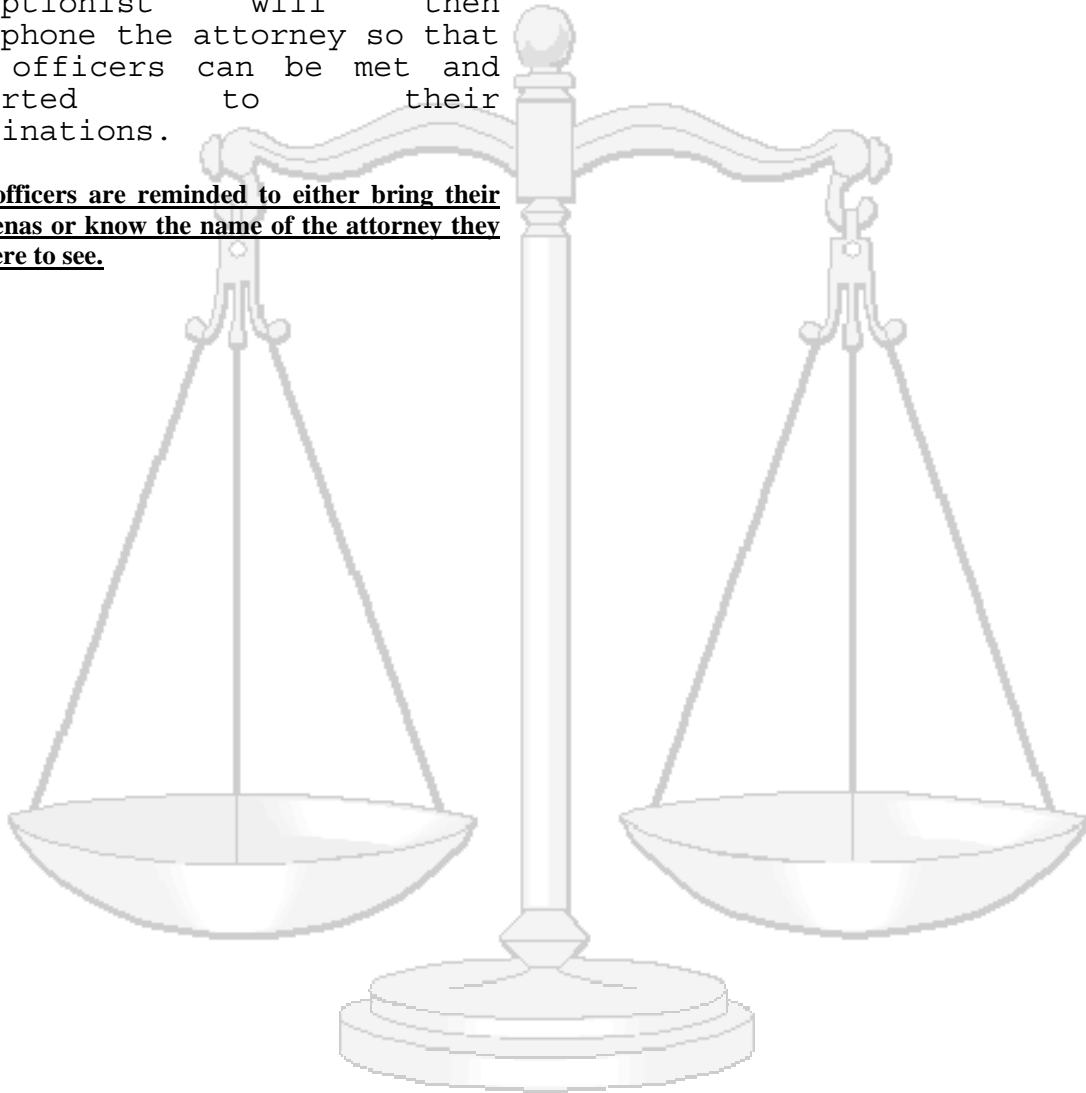 ptionist will then
phone the attorney so that
officers can be met and
rted to their
inations.
officers are reminded to either bring their
enas or know the name of the attorney they
ere to see.